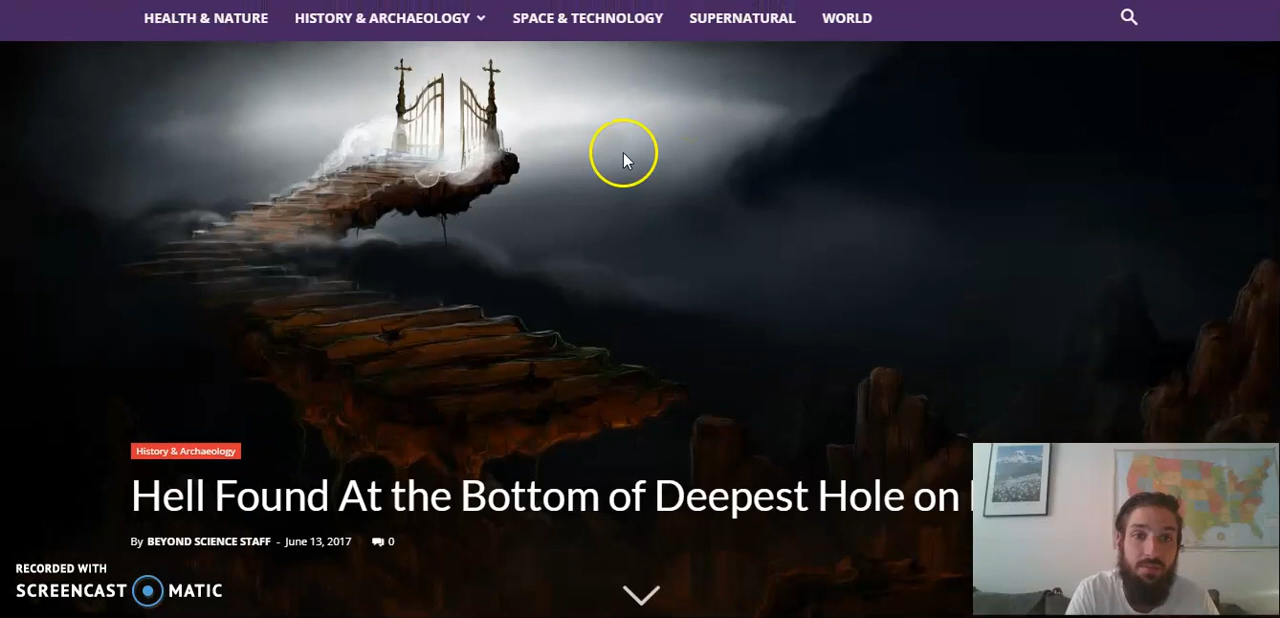 HEALTH & NATURE HISTORY & ARCHAEOLOGY SPACE & TECHNOLOGY SUPERNATURAL WORLD
History & Archaeology
Hell Found At the Bottom of Deepest Hole on
By BEYOND SCIENCE STAFF - June 13, 2017 0
RECORDED WITH
SCREENCAST MATIC